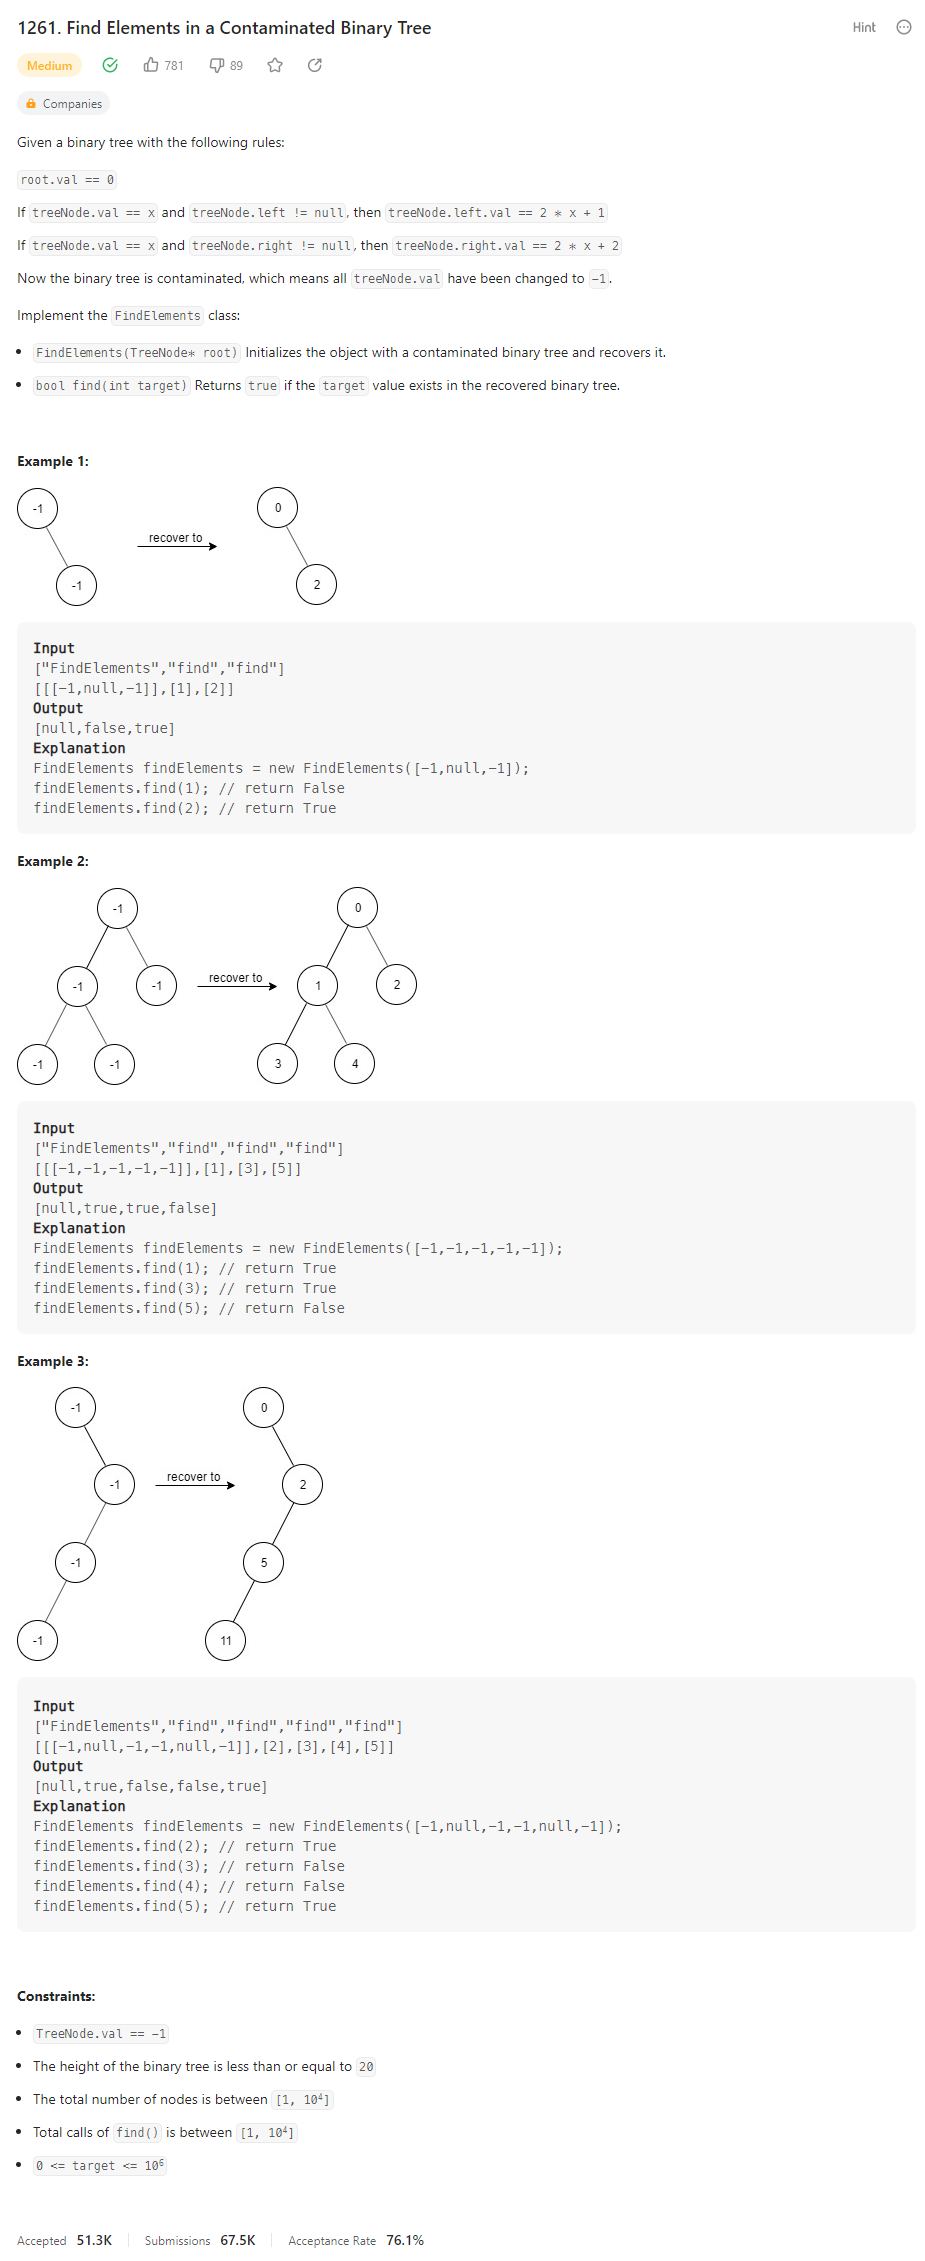 1261. Find Elements in a Contaminated Binary Tree
Hint
Medium 781 89
Companies
Given a binary tree with the following rules:
root.val == 0
If treeNode.val == x and treeNode.left != null, then treeNode.left.val == 2 * x + 1
If treeNode.val == x and treeNode.right != null, then treeNode.right.val == 2 * x + 2
Now the binary tree is contaminated, which means all treeNode.val have been changed to -1.
Implement the FindElements class:
• FindElements(TreeNode* root) Initializes the object with a contaminated binary tree and recovers it.
• bool find(int target) Returns true if the target value exists in the recovered binary tree.
Example 1:
-1
0
recover to
-1
2
Input
["FindElements","find","find"]
[[[-1,null,-1]],[1],[2]]
Output
[null,false,true]
Explanation
FindElements findElements = new FindElements([-1,null,-1]);
findElements.find(1); // return False
findElements.find(2); // return True
Example 2:
-1
0
recover to
-1
-1
1
2
-1
-1
3
4
Input
["FindElements","find","find","find"]
[[[-1,-1,-1,-1,-1]],[1],[3],[5]]
Output
[null,true,true,false]
Explanation
FindElements findElements = new FindElements([-1,-1,-1,-1,-1]);
findElements.find(1); // return True
findElements.find(3); // return True
findElements.find(5); // return False
Example 3:
-1
0
recover to
-1
2
-1
5
-1
11
Input
["FindElements","find","find","find","find"]
[[[-1,null,-1,-1,null,-1]],[2],[3],[4],[5]]
Output
[null,true,false,false,true]
Explanation
FindElements findElements = new FindElements([-1,null,-1,-1,null,-1]);
findElements.find(2); // return True
findElements.find(3); // return False
findElements.find(4); // return False
findElements.find(5); // return True
Constraints:
• TreeNode.val == -1
• The height of the binary tree is less than or equal to 20
• The total number of nodes is between [1, 10⁴]
• Total calls of find() is between [1, 10⁴]
• 0 <= target <= 10⁶
Accepted 51.3K Submissions 67.5K Acceptance Rate 76.1%